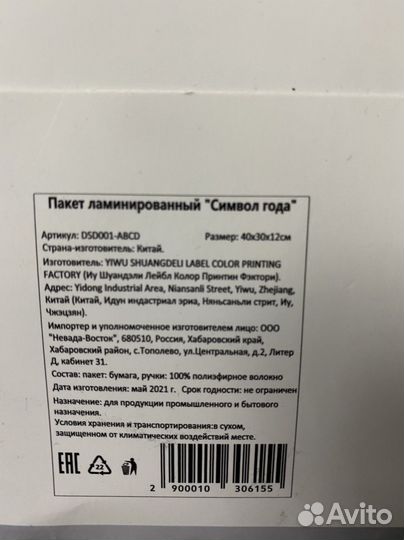 Пакет ламинированный "Символ года"
Артикул: DSD001-ABCD Размер: 40х30х12см
Страна-изготовитель: Китай.
Изготовитель: YIWU SHUANGDELI LABEL COLOR PRINTING
FACTORY (Иу Шуандэли Лейбл Колор Принтин Фэктори).
Адрес: Yidong Industrial Area, Niansanli Street, Yiwu, Zhejiang,
Китай (Китай, Идун индастриал эриа, Няньсаньли стрит, Иу,
Чжэцзян).
Импортер и уполномоченное изготовителем лицо: ООО
"Невада-Восток", 680510, Россия, Хабаровский край,
Хабаровский район, с.Тополево, ул.Центральная, д.2, Литер
Д, кабинет 31.
Состав: пакет: бумага, ручки: 100% полиэфирное волокно
Дата изготовления: май 2021 г. Срок годности: не ограничен
Назначение: для продукции промышленного и бытового
назначения.
Условия хранения и транспортирования:в сухом,
защищенном от климатических воздействий месте.
EAC 22
2 900010 306155
Avito